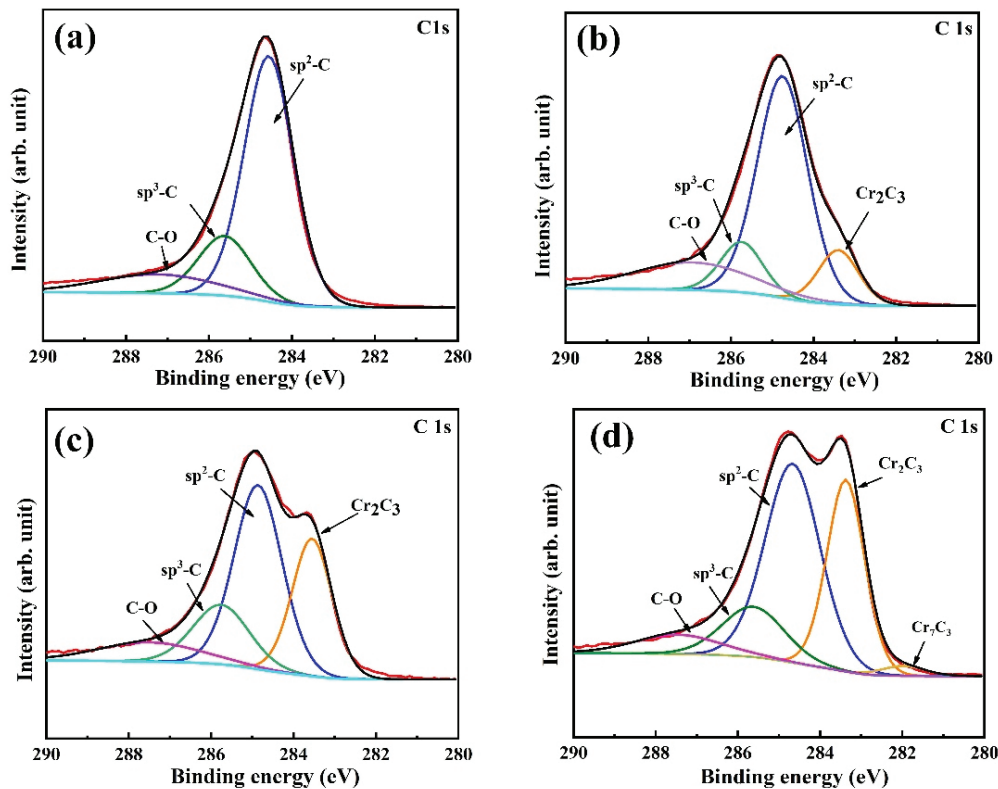 (a)
C1s
sp²-C
sp³-C
C-O
Intensity (arb. unit)
290 288 286 284 282 280
Binding energy (eV)
(b)
C 1s
sp²-C
sp³-C
Cr₂C₃
C-O
Intensity (arb. unit)
290 288 286 284 282 280
Binding energy (eV)
(c)
C 1s
sp²-C
Cr₂C₃
sp³-C
C-O
Intensity (arb. unit)
290 288 286 284 282 280
Binding energy (eV)
(d)
C 1s
Cr₂C₃
sp²-C
sp³-C
C-O
Cr₇C₃
Intensity (arb. unit)
290 288 286 284 282 280
Binding energy (eV)